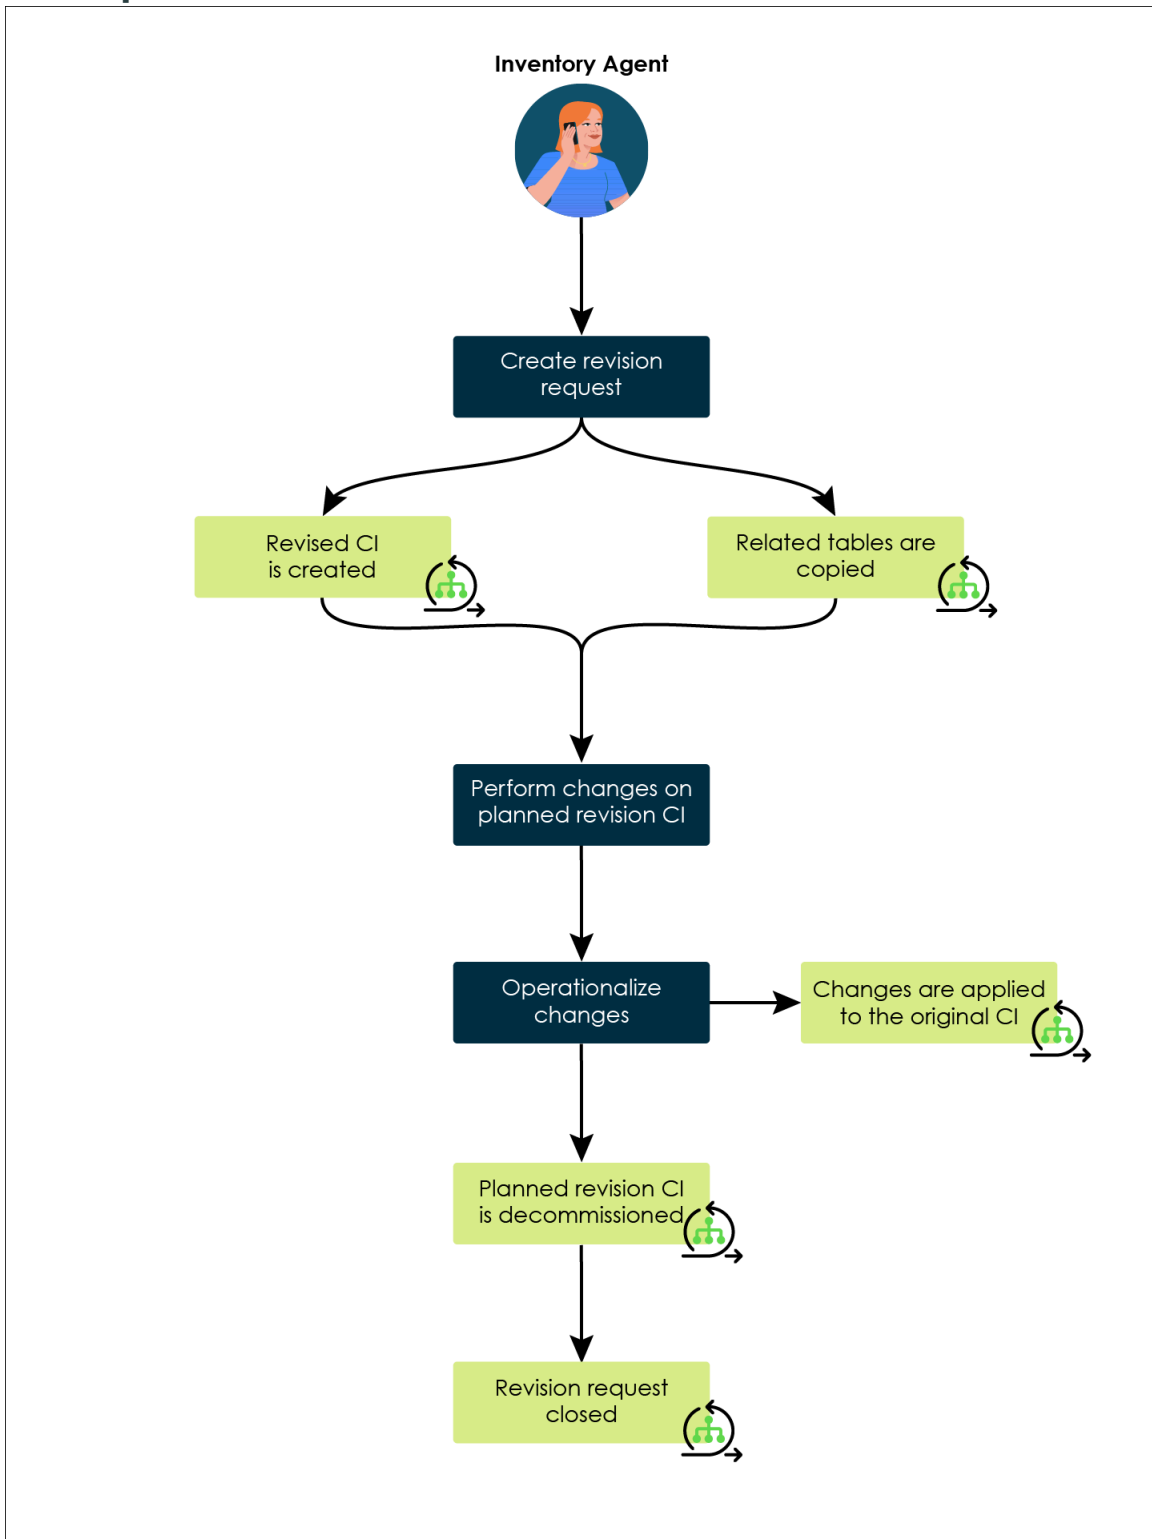 Inventory Agent
Create revision
request
Revised CI
is created
Related tables are
copied
Perform changes on
planned revision CI
Operationalize
changes
Changes are applied
to the original CI
Planned revision CI
is decommissioned
Revision request
closed